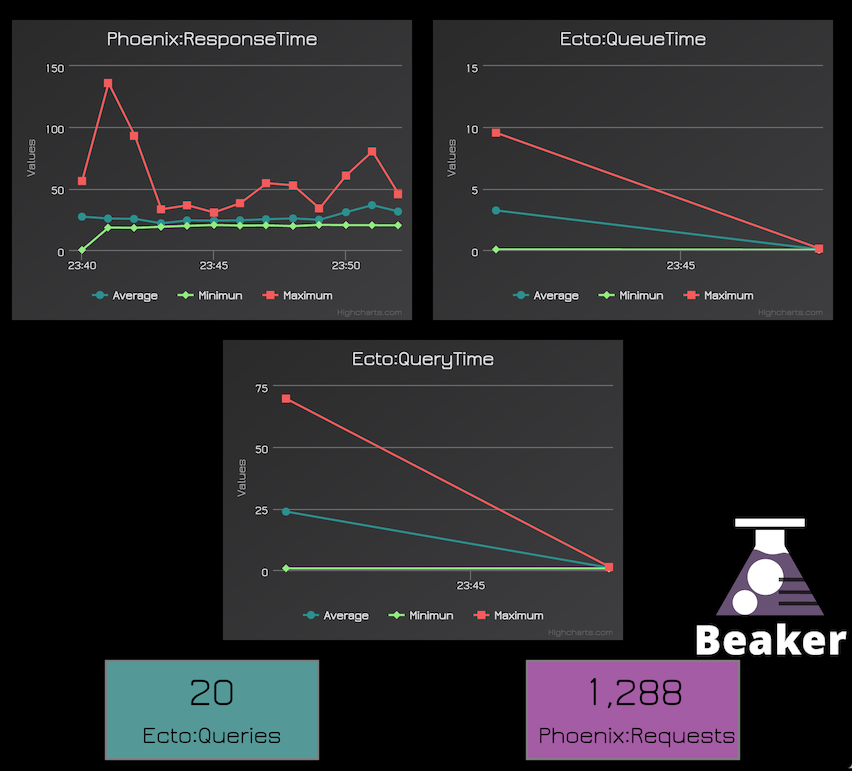 Phoenix:ResponseTime
Values
150
100
50
0
23:40
23:45
23:50
Average
Minimun
Maximum
Highcharts.com
Ecto:QueueTime
Values
15
10
5
0
23:45
Average
Minimun
Maximum
Highcharts.com
Ecto:QueryTime
Values
75
50
25
0
23:45
Average
Minimun
Maximum
Highcharts.com
Beaker
20
Ecto:Queries
1,288
Phoenix:Requests